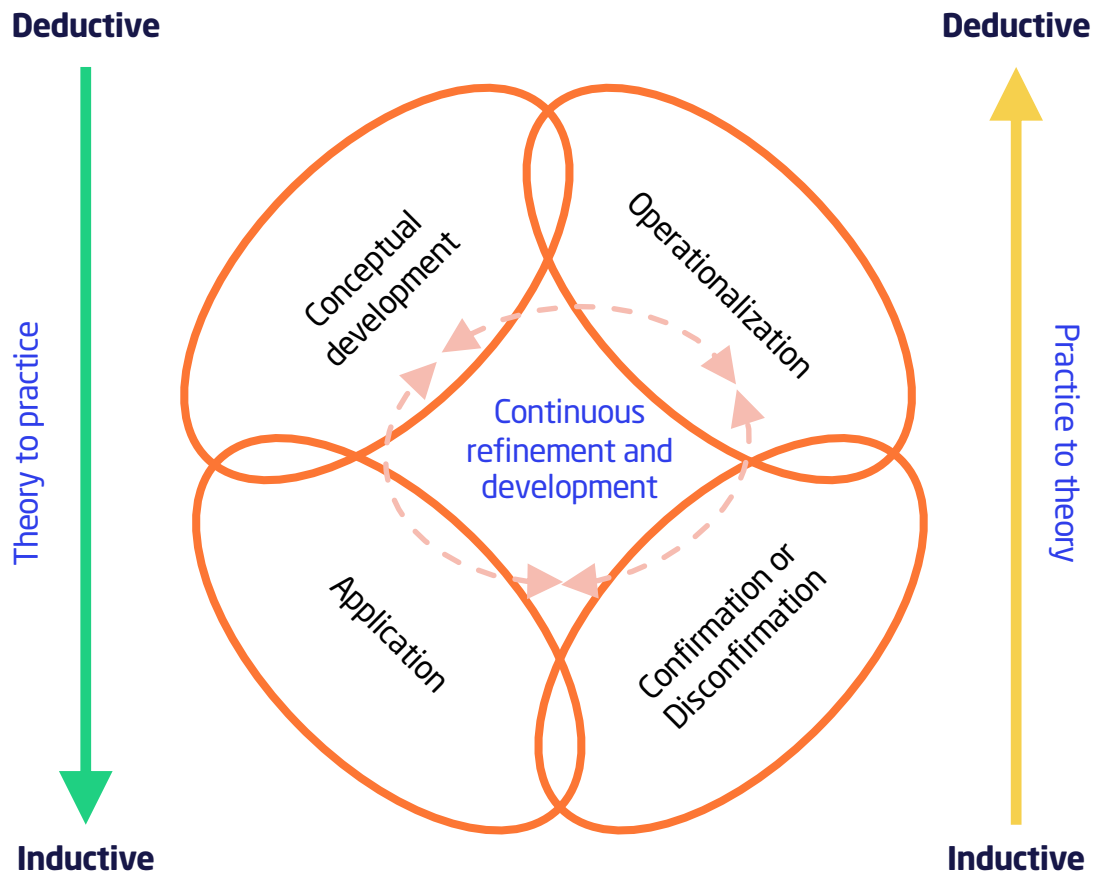 Deductive
Deductive
Conceptual
development
Operationalization
Theory to practice
Continuous
refinement and
development
Practice to theory
Application
Confirmation or
Disconfirmation
Inductive
Inductive